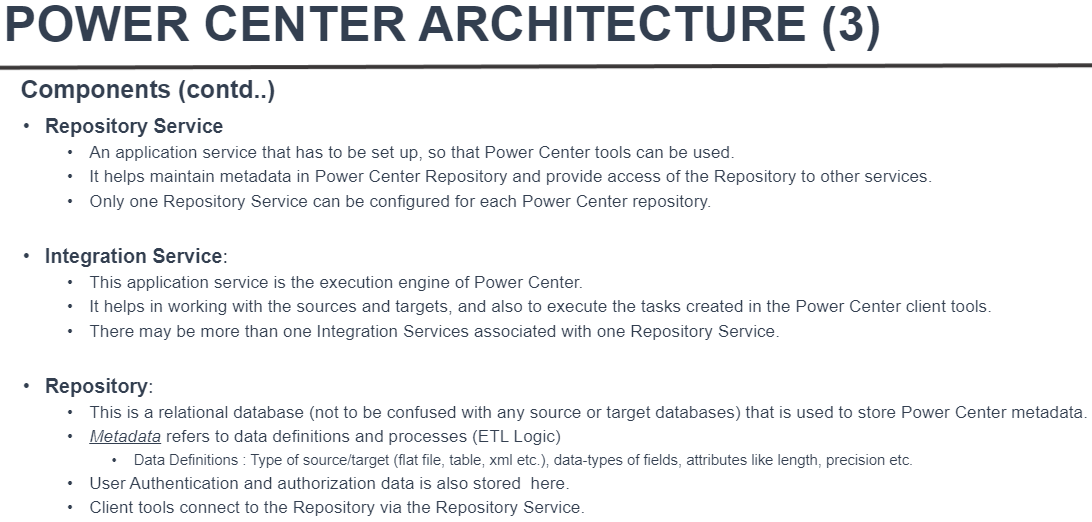 POWER CENTER ARCHITECTURE (3)
Components (contd..)
• Repository Service
• An application service that has to be set up, so that Power Center tools can be used.
• It helps maintain metadata in Power Center Repository and provide access of the Repository to other services.
• Only one Repository Service can be configured for each Power Center repository.
• Integration Service:
• This application service is the execution engine of Power Center.
• It helps in working with the sources and targets, and also to execute the tasks created in the Power Center client tools.
• There may be more than one Integration Services associated with one Repository Service.
• Repository:
• This is a relational database (not to be confused with any source or target databases) that is used to store Power Center metadata.
• Metadata refers to data definitions and processes (ETL Logic)
• Data Definitions : Type of source/target (flat file, table, xml etc.), data-types of fields, attributes like length, precision etc.
• User Authentication and authorization data is also stored  here.
• Client tools connect to the Repository via the Repository Service.